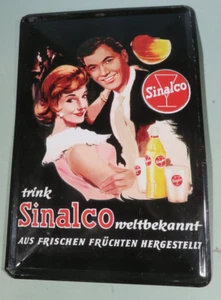 Sinalco
trink
Sinalco weltbekannt
AUS FRISCHEN FRÜCHTEN HERGESTELLT